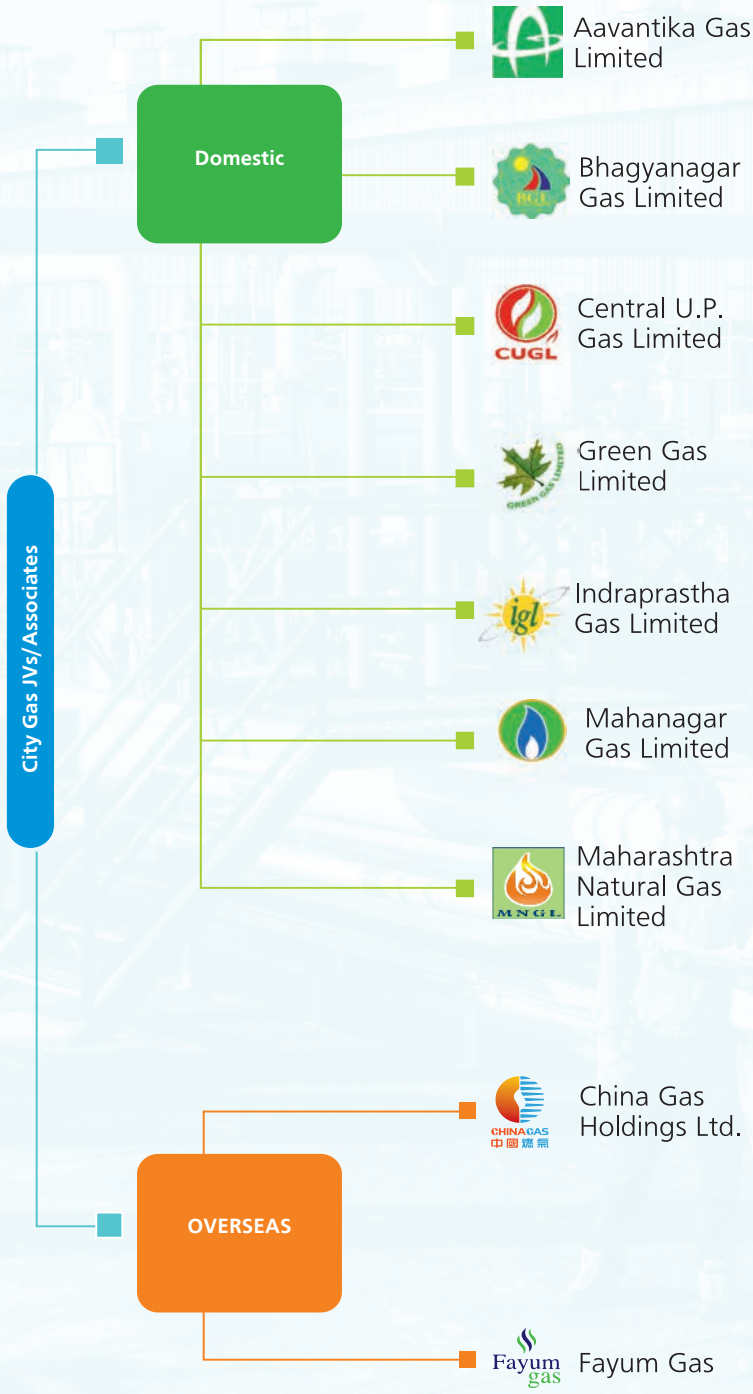 City Gas JVs/Associates
Domestic
Aavantika Gas
Limited
BGL
Bhagyanagar
Gas Limited
CUGL
Central U.P.
Gas Limited
GREEN GAS LIMITED
Green Gas
Limited
igl
Indraprastha
Gas Limited
Mahanagar
Gas Limited
MNGL
Maharashtra
Natural Gas
Limited
OVERSEAS
CHINAGAS
中國燃氣
China Gas
Holdings Ltd.
Fayum
gas
Fayum Gas